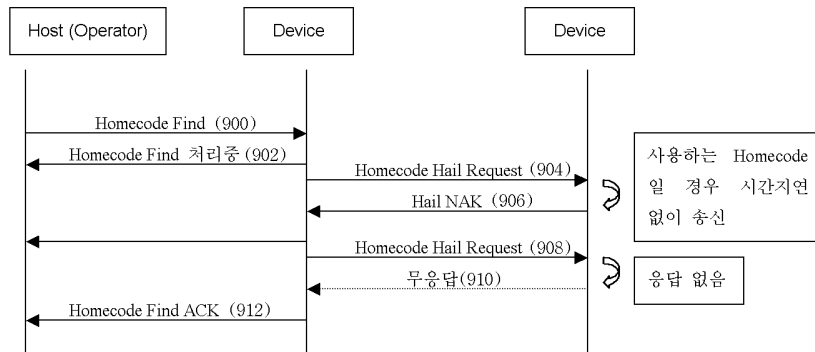 Host (Operator)
Device
Device
Homecode Find (900)
Homecode Find 처리중 (902)
Homecode Hail Request (904)
Hail NAK (906)
사용하는 Homecode
일 경우 시간지연
없이 송신
Homecode Hail Request (908)
무응답(910)
응답 없음
Homecode Find ACK (912)